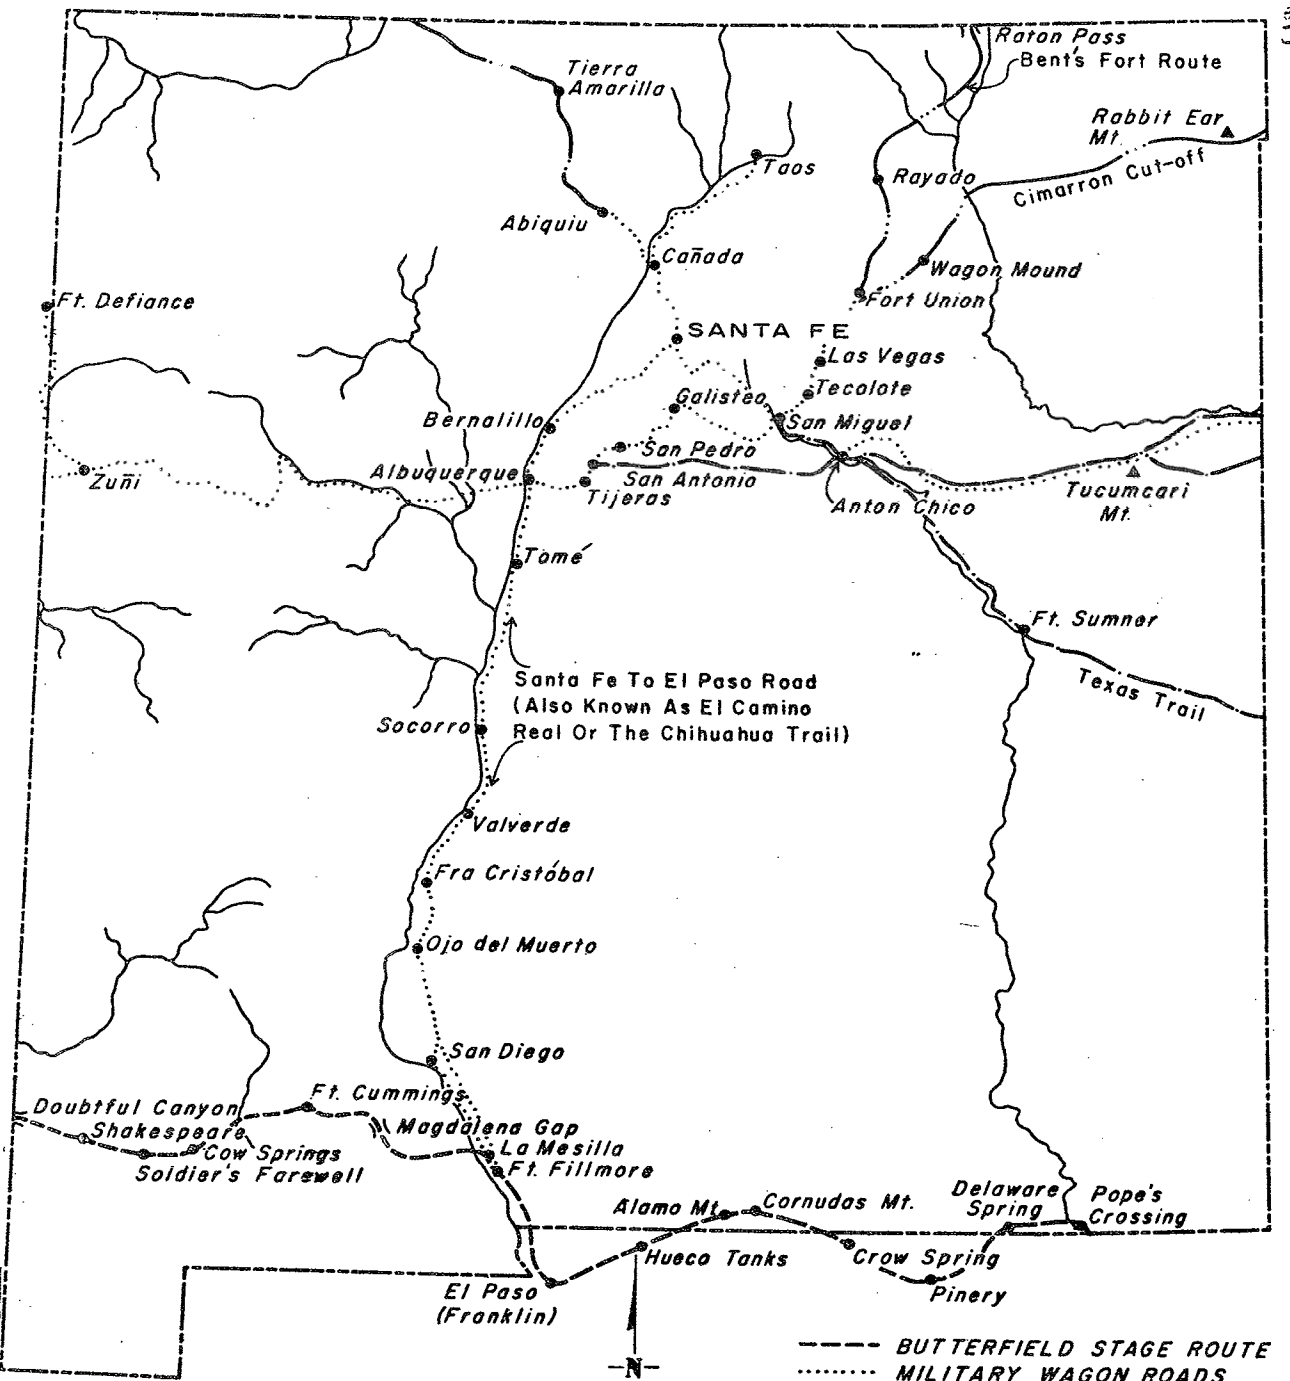 Raton Pass
Bent's Fort Route
Tierra
Amarilla
Rabbit Ear
Mt.
Cimarron Cut-off
Taos
Rayado
Abiquiu
Cañada
Wagon Mound
Ft. Defiance
Fort Union
SANTA FE
Las Vegas
Tecolote
Galisteo
San Miguel
Bernalillo
San Pedro
Albuquerque
San Antonio
Zuñi
Tijeras
Anton Chico
Tucumcari
Mt.
Tomé
Ft. Sumner
Texas Trail
Santa Fe To El Paso Road
(Also Known As El Camino
Real Or The Chihuahua Trail)
Socorro
Valverde
Fra Cristóbal
Ojo del Muerto
San Diego
Ft. Cummings
Doubtful Canyon
Magdalena Gap
Shakespeare
La Mesilla
Cow Springs
Ft. Fillmore
Soldier's Farewell
Alamo Mt.
Cornudas Mt.
Delaware
Spring
Pope's
Crossing
Hueco Tanks
Crow Spring
El Paso
(Franklin)
Pinery
-N-
BUTTERFIELD STAGE ROUTE
MILITARY WAGON ROADS